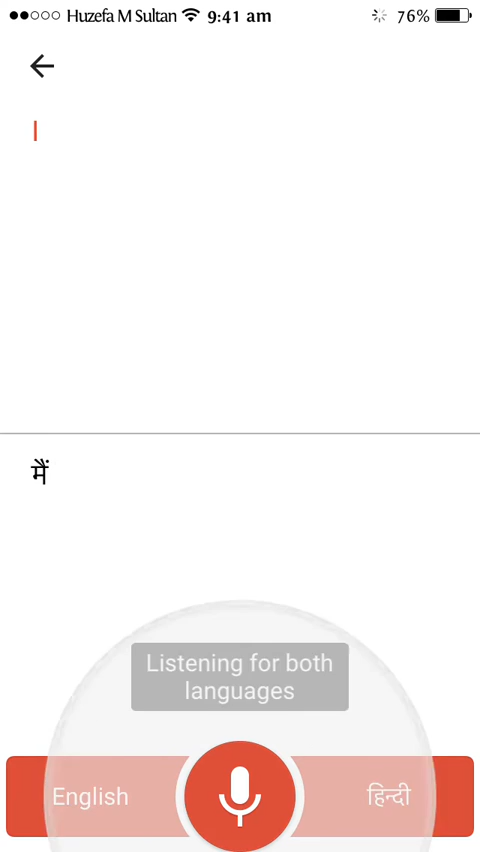 Huzefa M Sultan 9:41 am 76%
I
मैं
Listening for both
languages
English हिन्दी